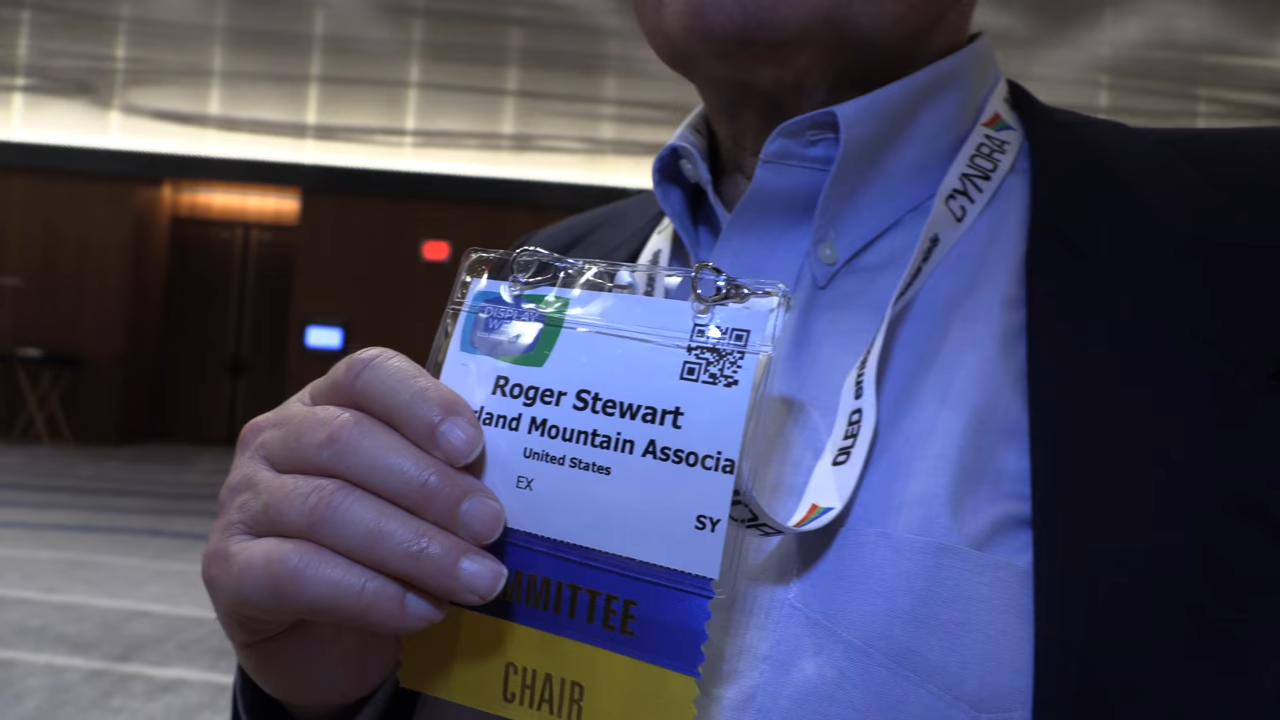 CYNORA
DISPLAY
Roger Stewart
land Mountain Associa
United States
EX
SY
OLED
MMITTEE
CHAIR